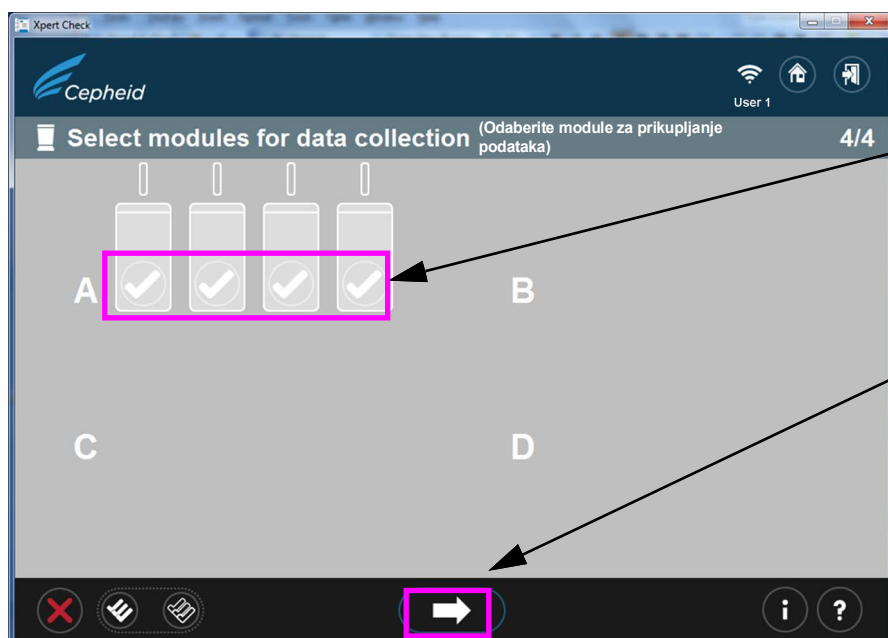 Xpert Check
Cepheid
User 1
Select modules for data collection (Odaberite module za prikupljanje
podataka)
4/4
A
B
C
D
i
?